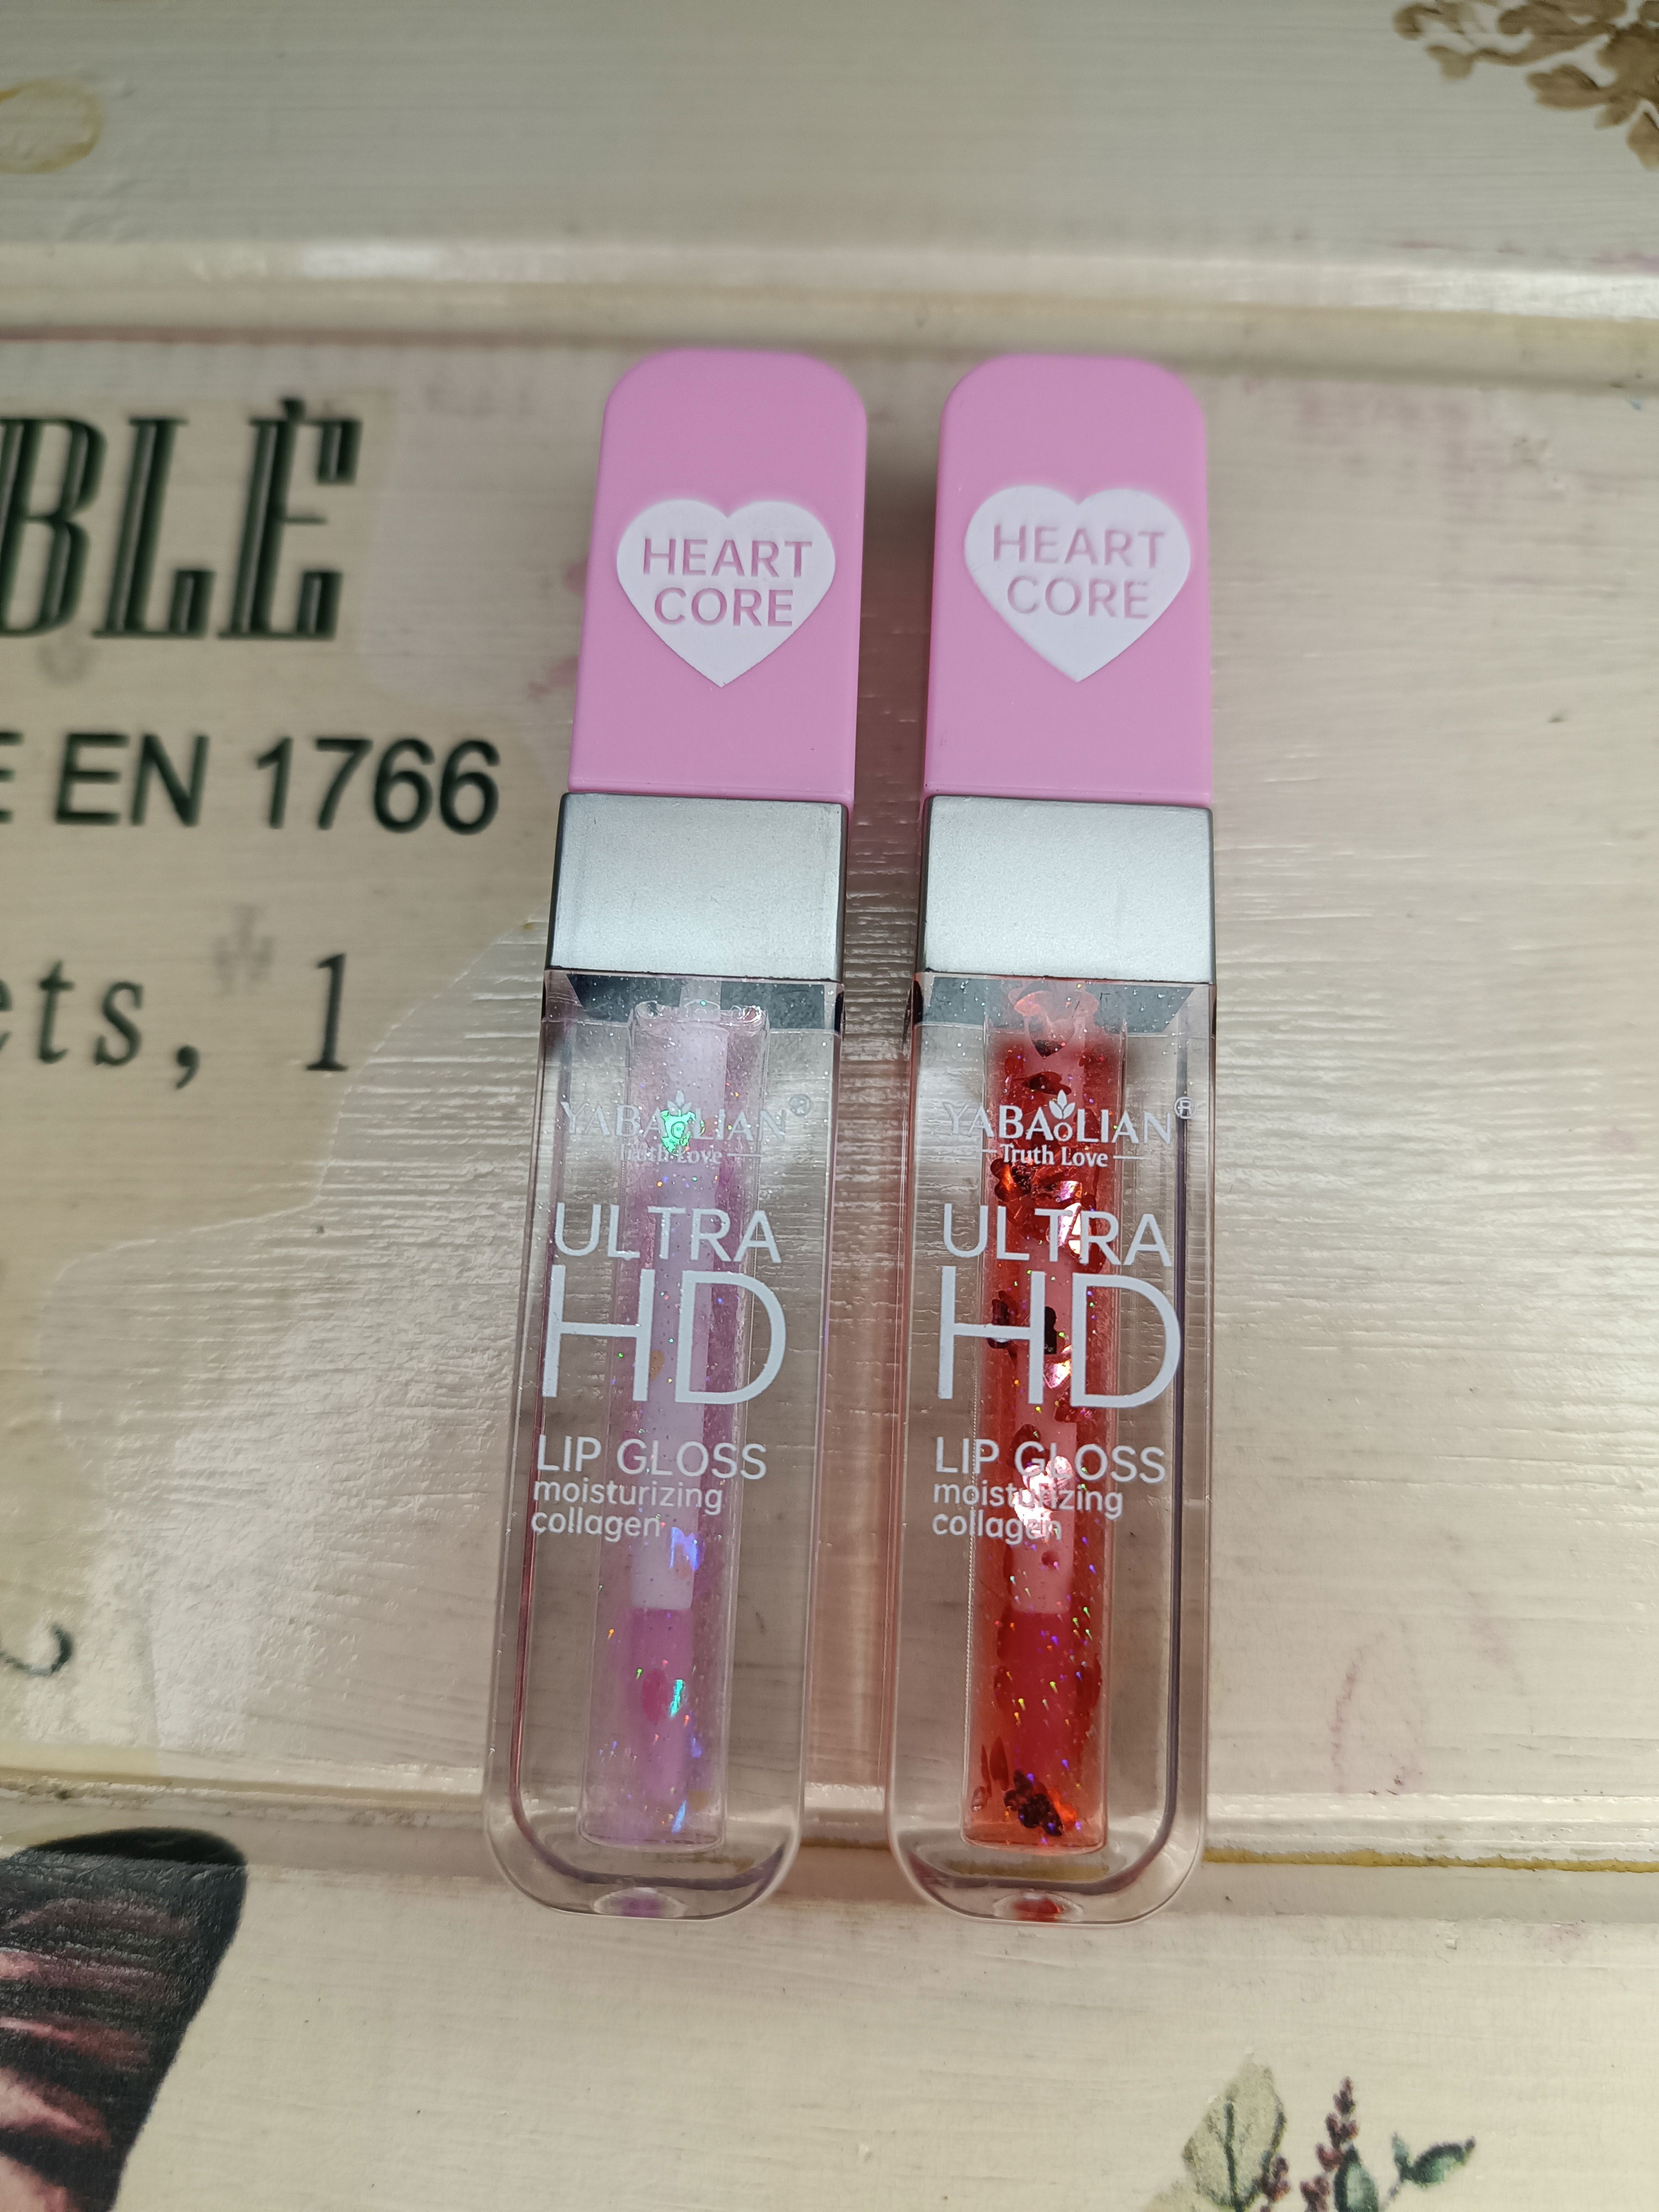 BLÉ
E EN 1766
ets, 1
HEART
CORE
YABAOLIAN®
Truth Love
ULTRA
HD
LIP GLOSS
moisturizing
collagen
HEART
CORE
YABAOLIAN®
Truth Love
ULTRA
HD
LIP GLOSS
moisturizing
collagen